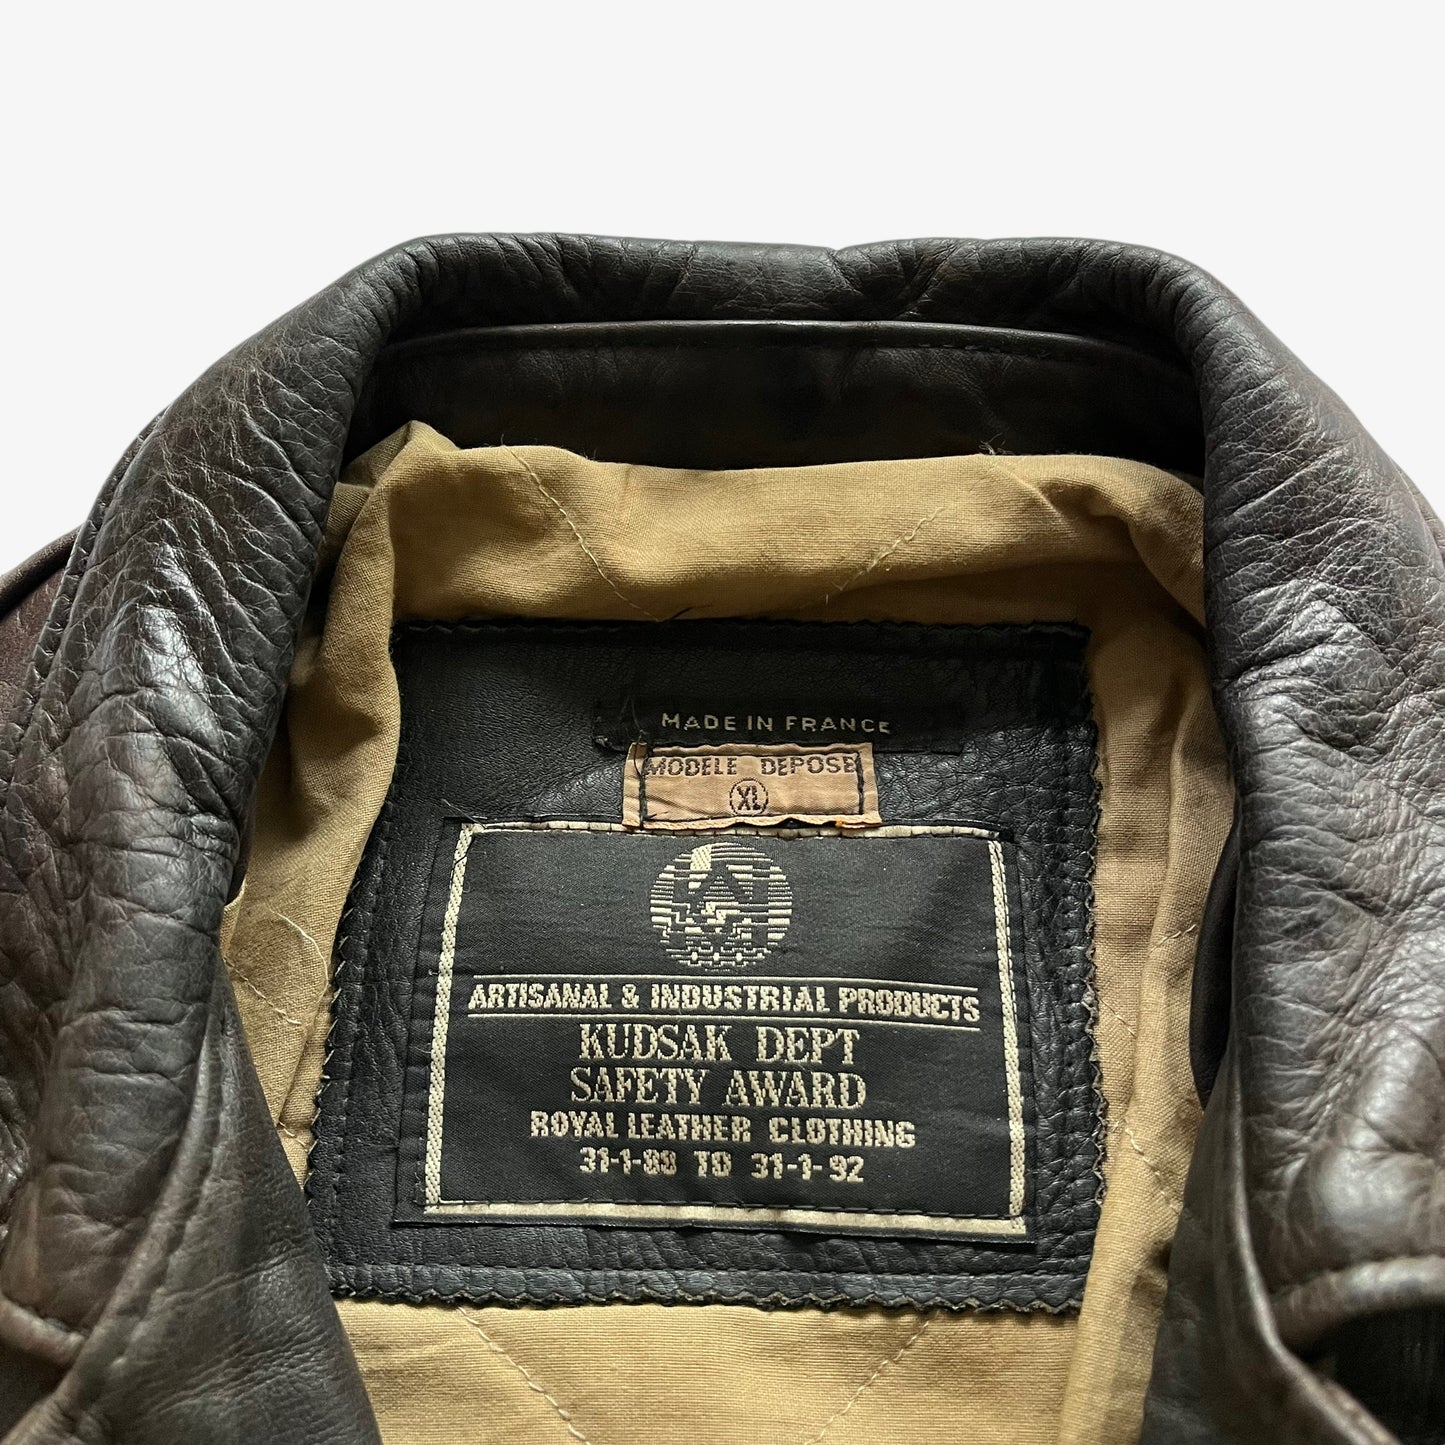 MADE IN FRANCE
MODELE DEPOSE
XL
ARTISANAL & INDUSTRIAL PRODUCTS
KUDSAK DEPT
SAFETY AWARD
ROYAL LEATHER CLOTHING
31-1-88 TO 31-1-92